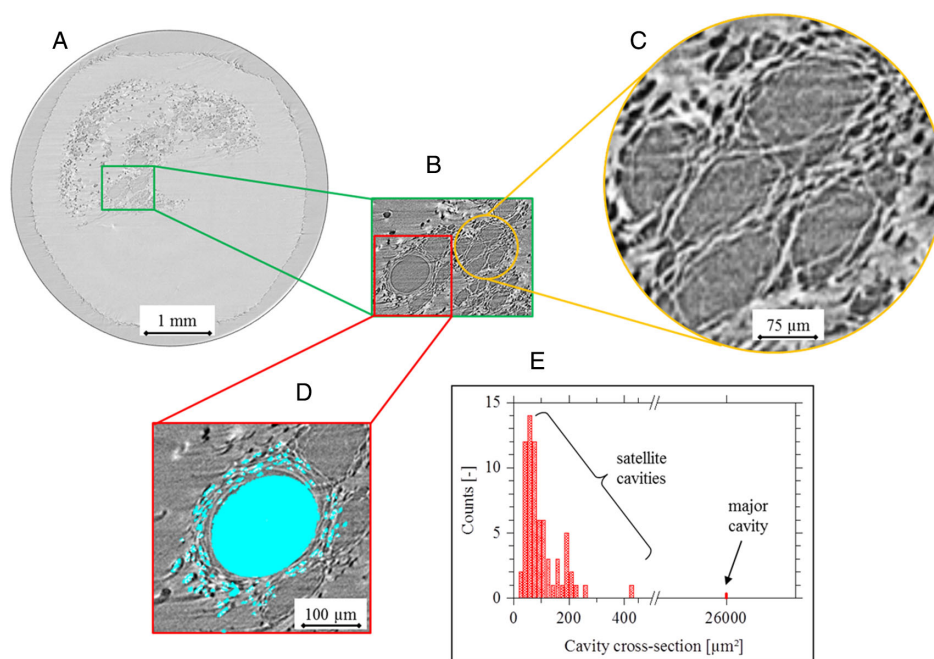 A
B
C
1 mm
75 µm
D
E
100 µm
15
10
5
0
Counts [-]
satellite
cavities
major
cavity
0
200
400
26000
Cavity cross-section [µm²]